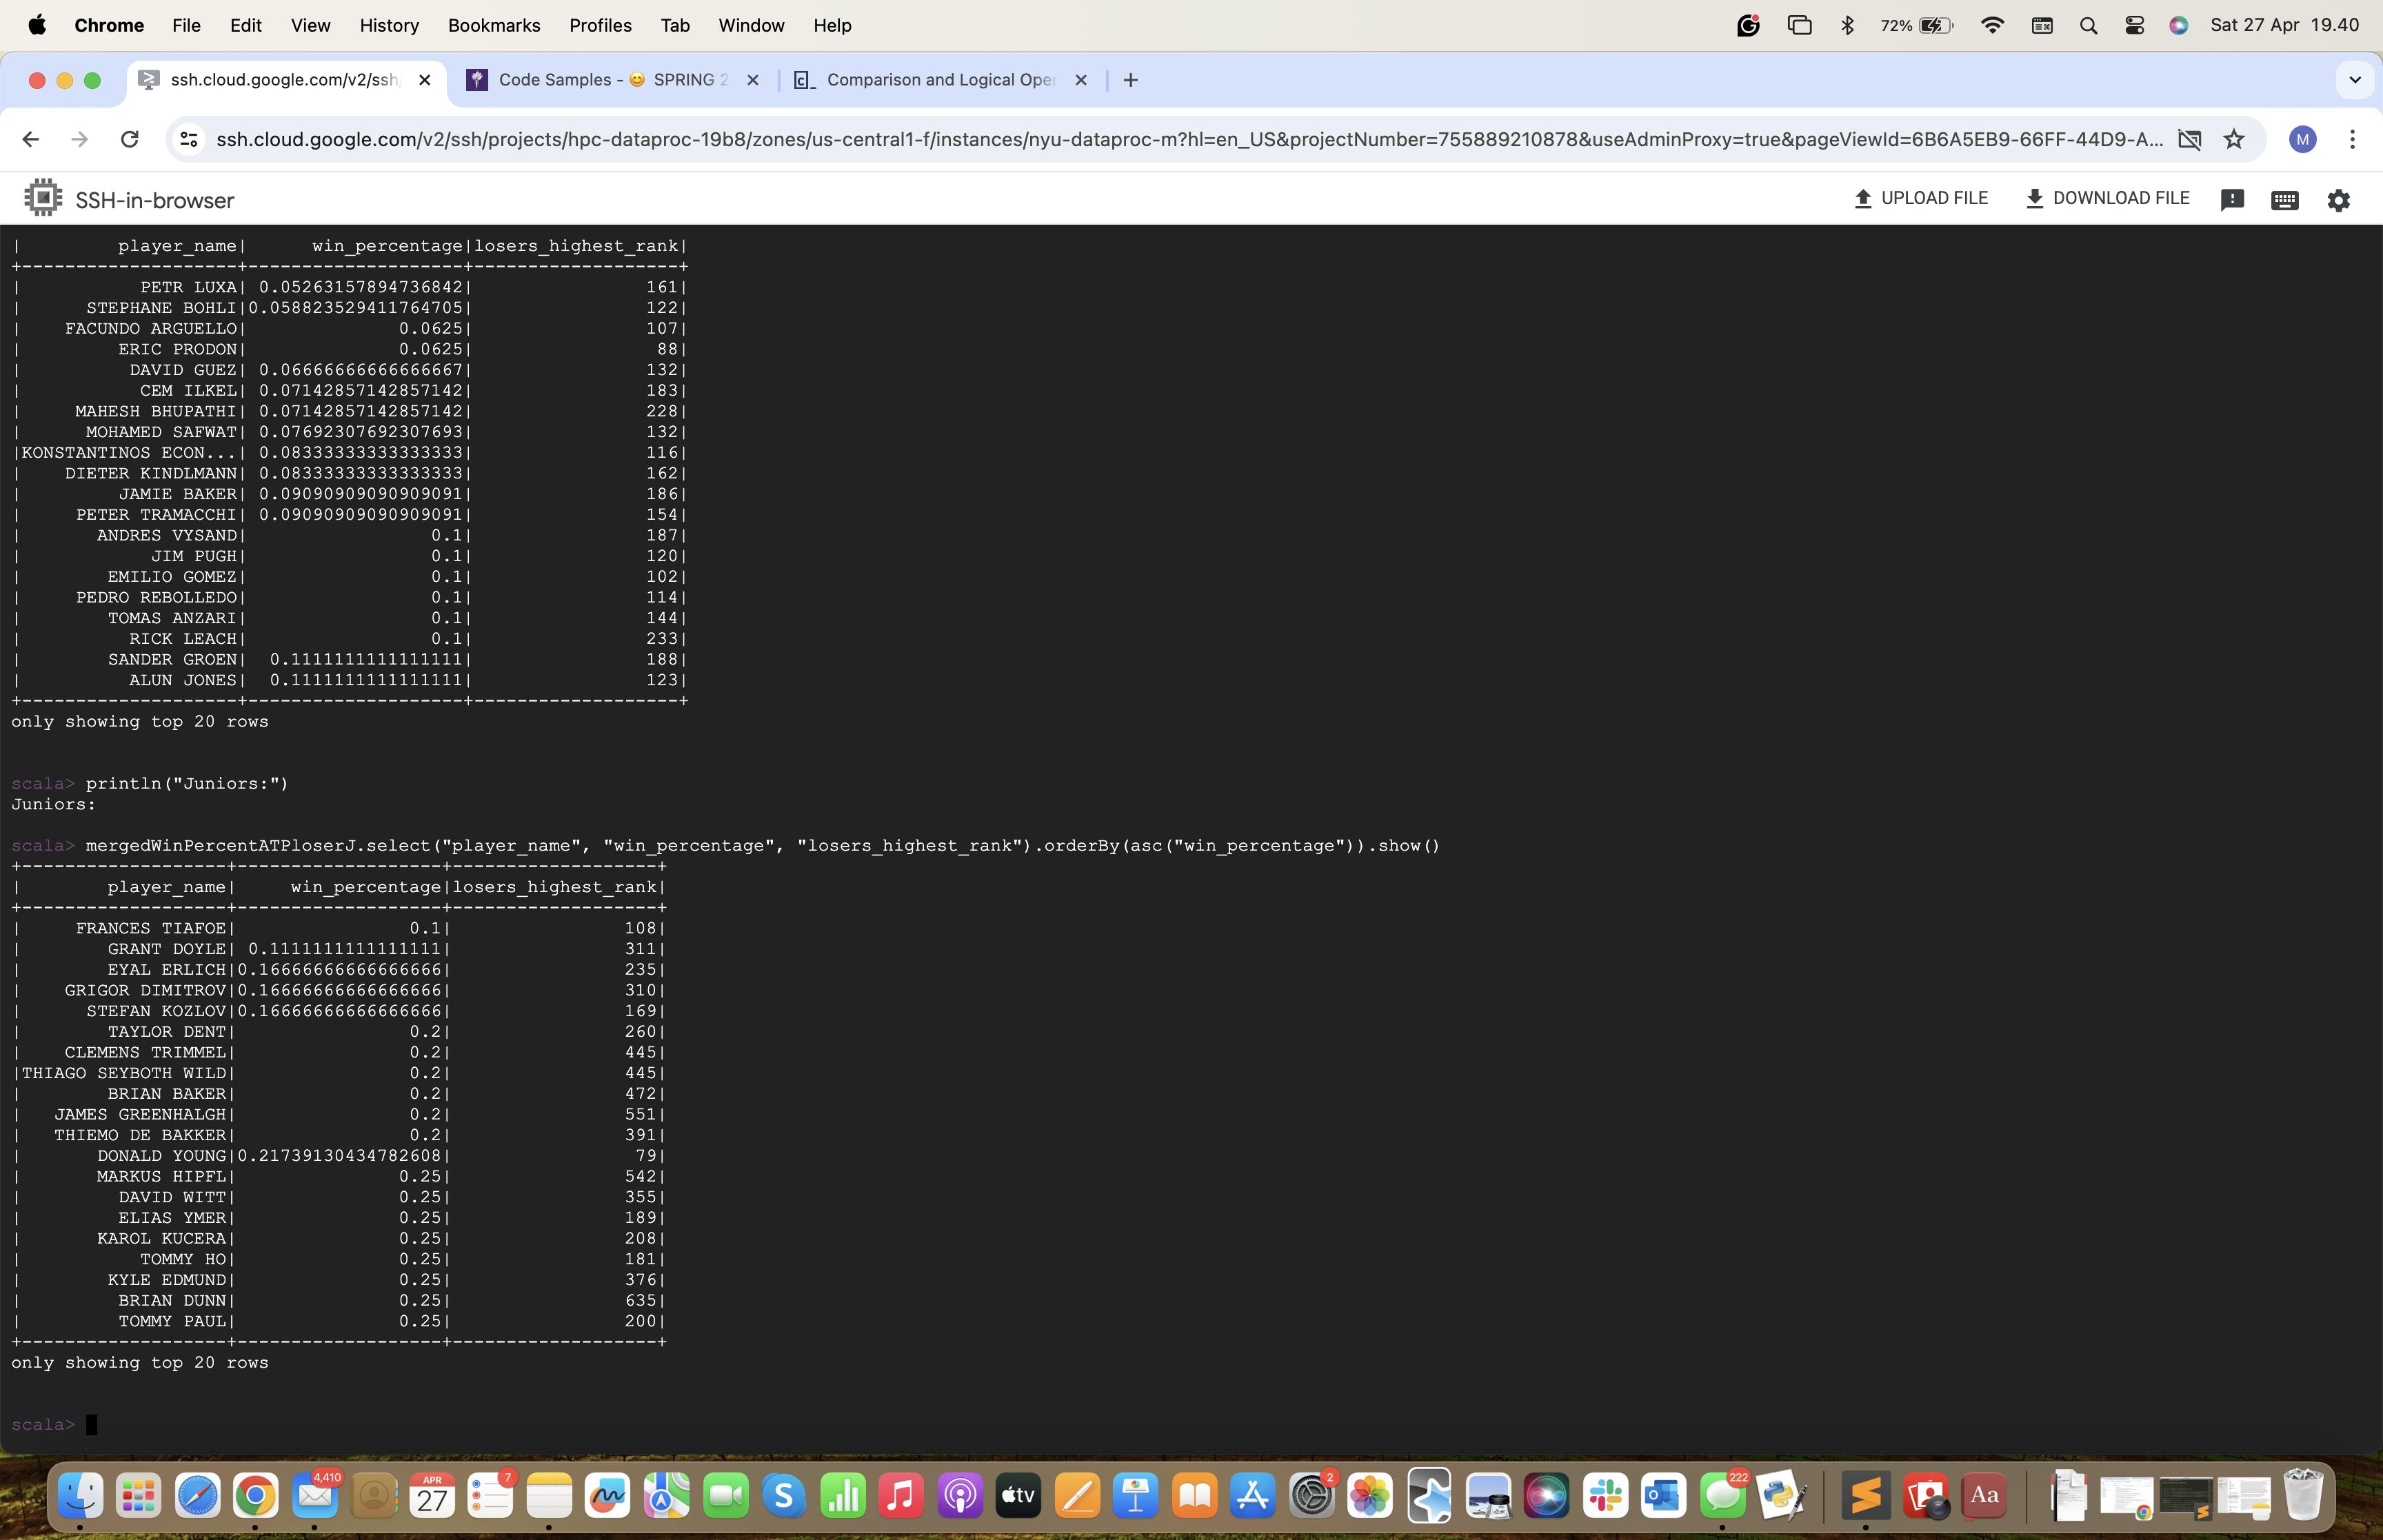 Chrome File Edit View History Bookmarks Profiles Tab Window Help 72% Sat 27 Apr 19.40
ssh.cloud.google.com/v2/ssh Code Samples - 😊 SPRING 2 Comparison and Logical Oper
ssh.cloud.google.com/v2/ssh/projects/hpc-dataproc-19b8/zones/us-central1-f/instances/nyu-dataproc-m?hl=en_US&projectNumber=755889210878&useAdminProxy=true&pageViewId=6B6A5EB9-66FF-44D9-A... M
SSH-in-browser UPLOAD FILE DOWNLOAD FILE
| player_name| win_percentage|losers_highest_rank|
+--------------------+--------------------+-------------------+
| PETR LUXA| 0.05263157894736842| 161|
| STEPHANE BOHLI|0.058823529411764705| 122|
| FACUNDO ARGUELLO| 0.0625| 107|
| ERIC PRODON| 0.0625| 88|
| DAVID GUEZ| 0.06666666666666667| 132|
| CEM ILKEL| 0.07142857142857142| 183|
| MAHESH BHUPATHI| 0.07142857142857142| 228|
| MOHAMED SAFWAT| 0.07692307692307693| 132|
|KONSTANTINOS ECON...| 0.08333333333333333| 116|
| DIETER KINDLMANN| 0.08333333333333333| 162|
| JAMIE BAKER| 0.09090909090909091| 186|
| PETER TRAMACCHI| 0.09090909090909091| 154|
| ANDRES VYSAND| 0.1| 187|
| JIM PUGH| 0.1| 120|
| EMILIO GOMEZ| 0.1| 102|
| PEDRO REBOLLEDO| 0.1| 114|
| TOMAS ANZARI| 0.1| 144|
| RICK LEACH| 0.1| 233|
| SANDER GROEN| 0.1111111111111111| 188|
| ALUN JONES| 0.1111111111111111| 123|
+--------------------+--------------------+-------------------+
only showing top 20 rows
scala> println("Juniors:")
Juniors:
scala> mergedWinPercentATPloserJ.select("player_name", "win_percentage", "losers_highest_rank").orderBy(asc("win_percentage")).show()
+-------------------+-------------------+-------------------+
| player_name| win_percentage|losers_highest_rank|
+-------------------+-------------------+-------------------+
| FRANCES TIAFOE| 0.1| 108|
| GRANT DOYLE| 0.1111111111111111| 311|
| EYAL ERLICH|0.16666666666666666| 235|
| GRIGOR DIMITROV|0.16666666666666666| 310|
| STEFAN KOZLOV|0.16666666666666666| 169|
| TAYLOR DENT| 0.2| 260|
| CLEMENS TRIMMEL| 0.2| 445|
|THIAGO SEYBOTH WILD| 0.2| 445|
| BRIAN BAKER| 0.2| 472|
| JAMES GREENHALGH| 0.2| 551|
| THIEMO DE BAKKER| 0.2| 391|
| DONALD YOUNG|0.21739130434782608| 79|
| MARKUS HIPFL| 0.25| 542|
| DAVID WITT| 0.25| 355|
| ELIAS YMER| 0.25| 189|
| KAROL KUCERA| 0.25| 208|
| TOMMY HO| 0.25| 181|
| KYLE EDMUND| 0.25| 376|
| BRIAN DUNN| 0.25| 635|
| TOMMY PAUL| 0.25| 200|
+-------------------+-------------------+-------------------+
only showing top 20 rows
scala>
4,410 APR 27 7 tv 2 222 Aa